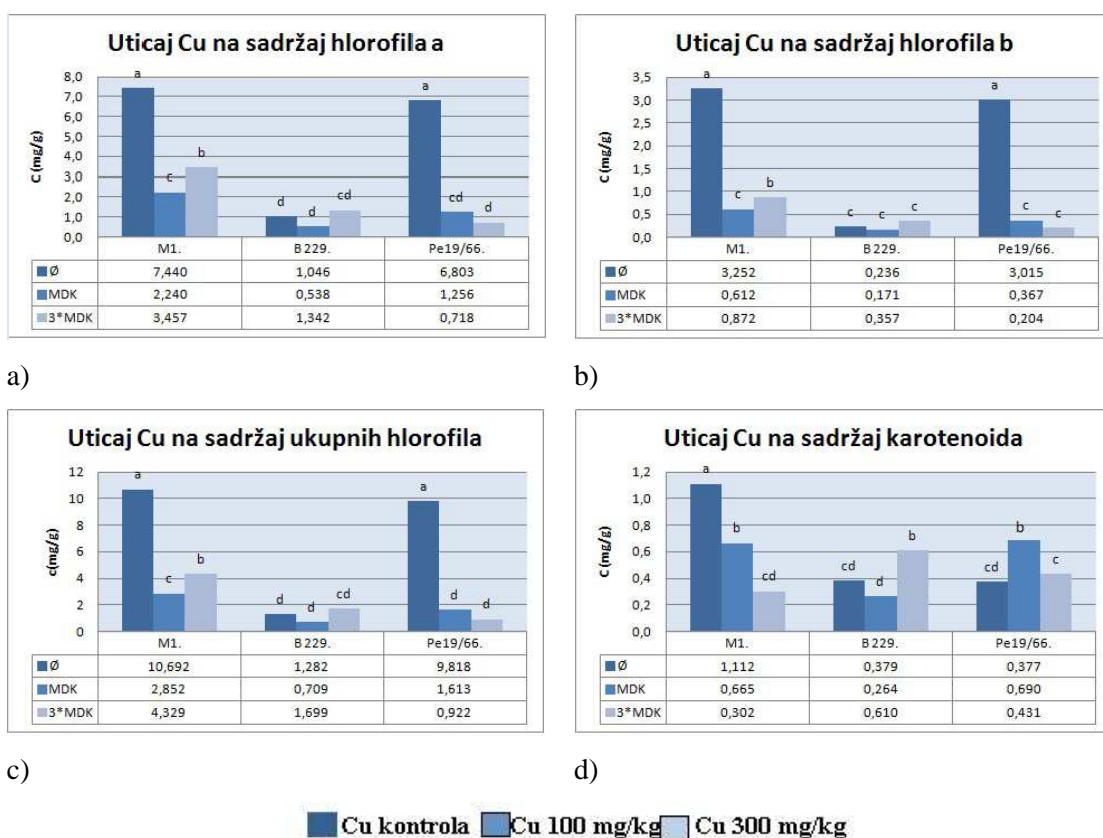 Uticaj Cu na sadržaj hlorofila a
8,0
7,0
6,0
5,0
4,0
3,0
2,0
1,0
0,0
C (mg/g)
a
c
b
d
d
cd
a
cd
d
M1. B229. Pe19/66.
Ø 7,440 1,046 6,803
MDK 2,240 0,538 1,256
3*MDK 3,457 1,342 0,718
a)
Uticaj Cu na sadržaj hlorofila b
3,5
3,0
2,5
2,0
1,5
1,0
0,5
0,0
C (mg/g)
a
c
b
c
c
c
a
c
c
M1. B229. Pe19/66.
Ø 3,252 0,236 3,015
MDK 0,612 0,171 0,367
3*MDK 0,872 0,357 0,204
b)
Uticaj Cu na sadržaj ukupnih hlorofila
12
10
8
6
4
2
0
c(mg/g)
a
c
b
d
d
cd
a
d
d
M1. B229. Pe19/66.
Ø 10,692 1,282 9,818
MDK 2,852 0,709 1,613
3*MDK 4,329 1,699 0,922
c)
Uticaj Cu na sadržaj karotenoida
1,2
1,0
0,8
0,6
0,4
0,2
0,0
C (mg/g)
a
b
cd
cd
d
b
cd
b
c
M1. B229. Pe19/66.
Ø 1,112 0,379 0,377
MDK 0,665 0,264 0,690
3*MDK 0,302 0,610 0,431
d)
Cu kontrola Cu 100 mg/kg Cu 300 mg/kg